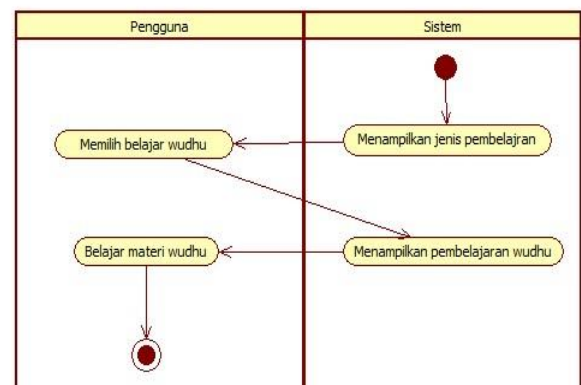 Pengguna
Sistem
Menampilkan jenis pembelajran
Memilih belajar wudhu
Menampilkan pembelajaran wudhu
Belajar materi wudhu